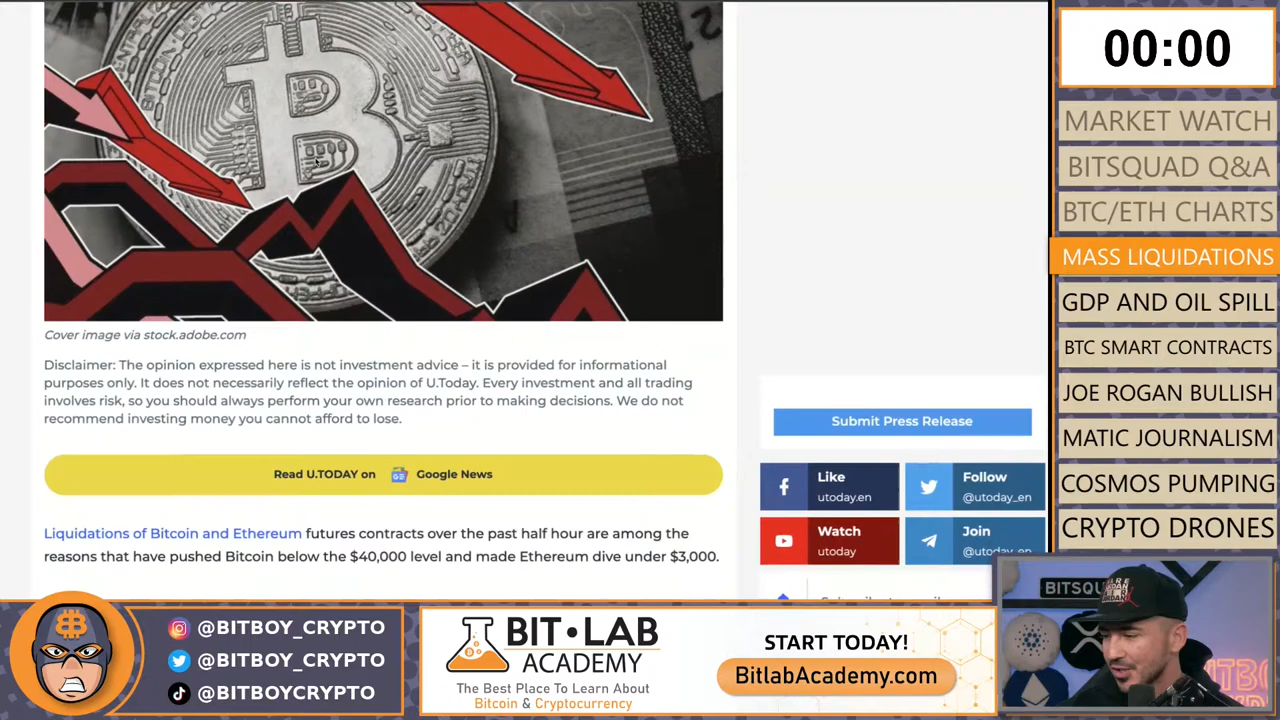 00:00
MARKET WATCH
BITSQUAD Q&A
BTC/ETH CHARTS
MASS LIQUIDATIONS
GDP AND OIL SPILL
BTC SMART CONTRACTS
JOE ROGAN BULLISH
MATIC JOURNALISM
COSMOS PUMPING
CRYPTO DRONES
Cover image via stock.adobe.com
Disclaimer: The opinion expressed here is not investment advice – it is provided for informational
purposes only. It does not necessarily reflect the opinion of U.Today. Every investment and all trading
involves risk, so you should always perform your own research prior to making decisions. We do not
recommend investing money you cannot afford to lose.
Read U.TODAY on Google News
Liquidations of Bitcoin and Ethereum futures contracts over the past half hour are among the
reasons that have pushed Bitcoin below the $40,000 level and made Ethereum dive under $3,000.
Submit Press Release
Like
utoday.en
Follow
@utoday_en
Watch
utoday
Join
@utoday_en
@BITBOY_CRYPTO
@BITBOY_CRYPTO
@BITBOYCRYPTO
BIT•LAB
ACADEMY
The Best Place To Learn About
Bitcoin & Cryptocurrency
START TODAY!
BitlabAcademy.com
BITSQU